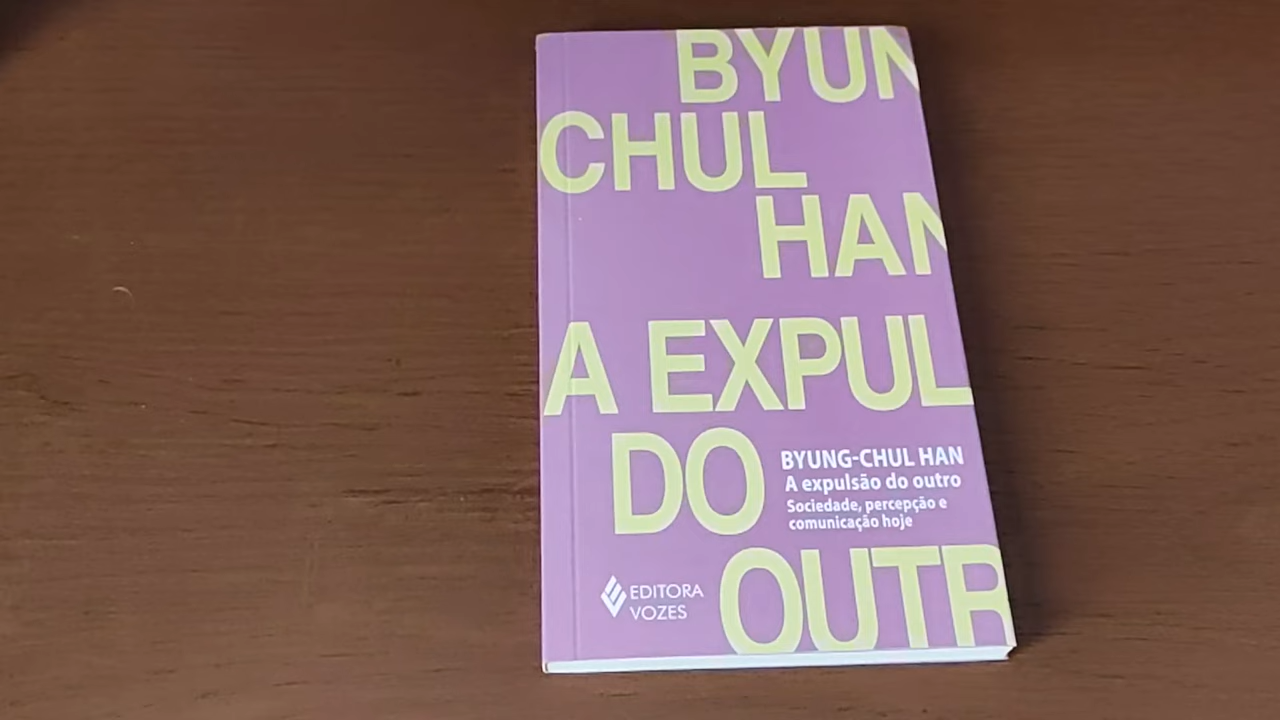 BYUN
CHUL
HAN
A EXPUL
DO
BYUNG-CHUL HAN
A expulsão do outro
Sociedade, percepção e
comunicação hoje
EDITORA
VOZES
OUTR